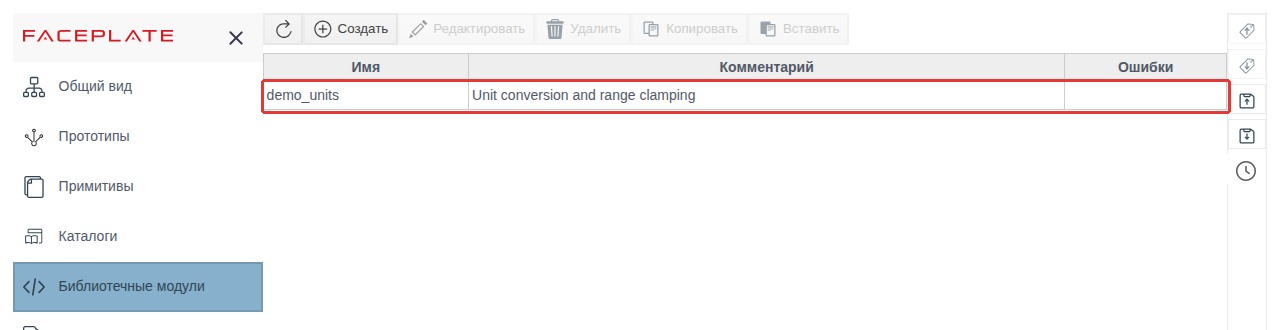 FACEPLATE
Создать Редактировать Удалить Копировать Вставить
Имя Комментарий Ошибки
demo_units Unit conversion and range clamping
Общий вид
Прототипы
Примитивы
Каталоги
Библиотечные модули